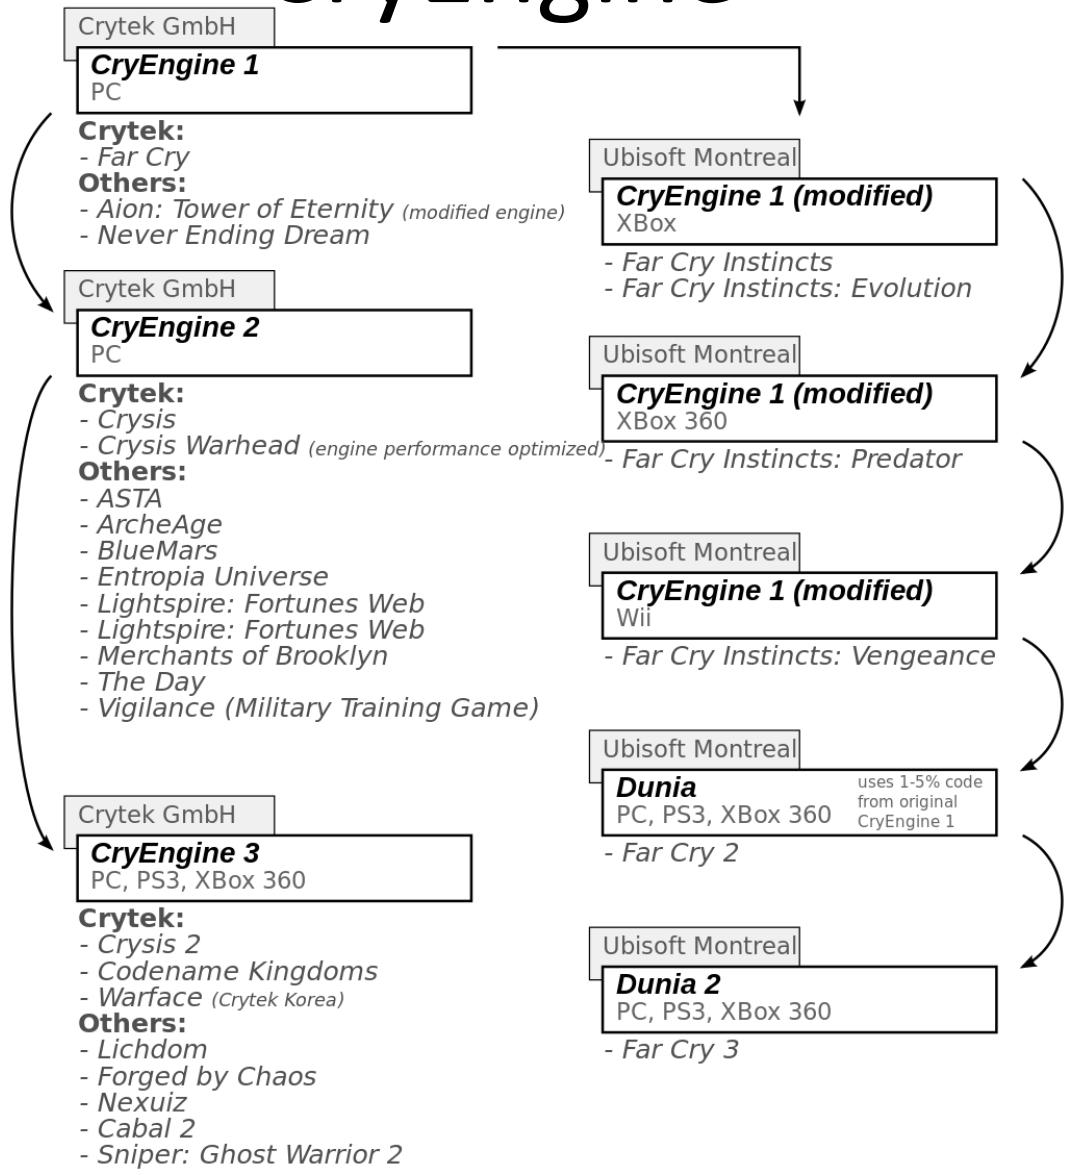 CryEngine
Crytek GmbH
CryEngine 1
PC
Crytek:
- Far Cry
Others:
- Aion: Tower of Eternity (modified engine)
- Never Ending Dream
Crytek GmbH
CryEngine 2
PC
Crytek:
- Crysis
- Crysis Warhead (engine performance optimized)
Others:
- ASTA
- ArcheAge
- BlueMars
- Entropia Universe
- Lightspire: Fortunes Web
- Lightspire: Fortunes Web
- Merchants of Brooklyn
- The Day
- Vigilance (Military Training Game)
Crytek GmbH
CryEngine 3
PC, PS3, XBox 360
Crytek:
- Crysis 2
- Codename Kingdoms
- Warface (Crytek Korea)
Others:
- Lichdom
- Forged by Chaos
- Nexuiz
- Cabal 2
- Sniper: Ghost Warrior 2
Ubisoft Montreal
CryEngine 1 (modified)
XBox
- Far Cry Instincts
- Far Cry Instincts: Evolution
Ubisoft Montreal
CryEngine 1 (modified)
XBox 360
- Far Cry Instincts: Predator
Ubisoft Montreal
CryEngine 1 (modified)
Wii
- Far Cry Instincts: Vengeance
Ubisoft Montreal
Dunia
PC, PS3, XBox 360
uses 1-5% code
from original
CryEngine 1
- Far Cry 2
Ubisoft Montreal
Dunia 2
PC, PS3, XBox 360
- Far Cry 3